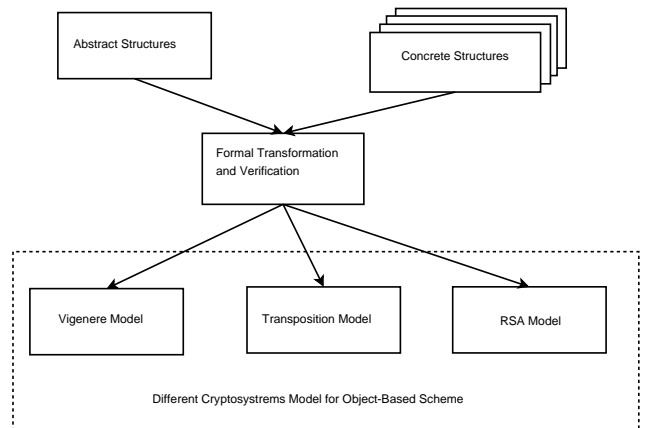 Abstract Structures
Concrete Structures
Formal Transformation
and Verification
Vigenere Model
Transposition Model
RSA Model
Different Cryptosystrems Model for Object-Based Scheme